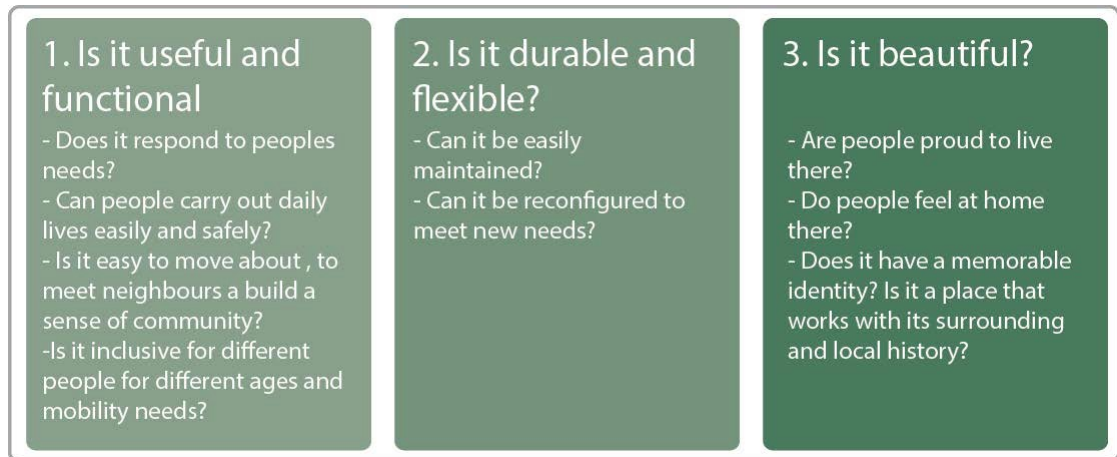 1. Is it useful and
functional
- Does it respond to peoples
needs?
- Can people carry out daily
lives easily and safely?
- Is it easy to move about , to
meet neighbours a build a
sense of community?
-Is it inclusive for different
people for different ages and
mobility needs?
2. Is it durable and
flexible?
- Can it be easily
maintained?
- Can it be reconfigured to
meet new needs?
3. Is it beautiful?
- Are people proud to live
there?
- Do people feel at home
there?
- Does it have a memorable
identity? Is it a place that
works with its surrounding
and local history?